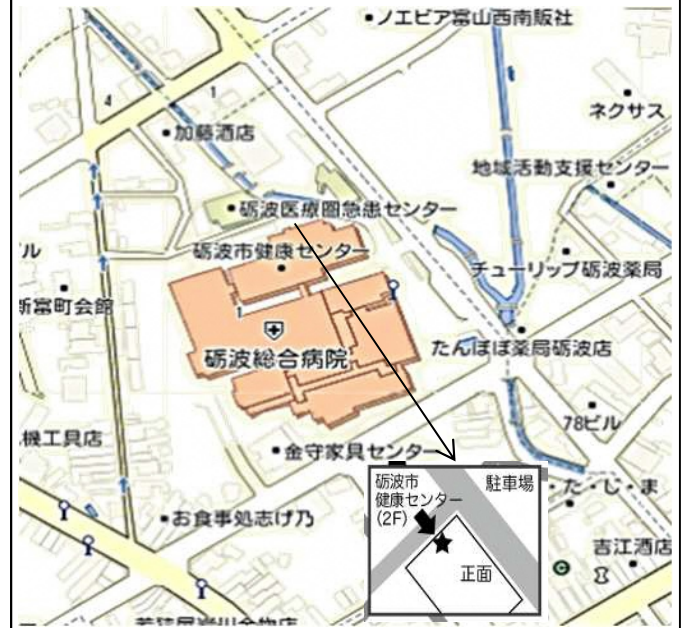 ノエビア富山西南販社
ネクサス
4
1
加藤酒店
地域活動支援センター
砺波医療圏急患センター
砺波市健康センター
ル
チューリップ砺波薬局
新富町会館
1
砺波総合病院
たんぽぽ薬局砺波店
78ビル
機工具店
金守家具センター
砺波市
健康センター
(2F)
駐車場
た・じ・ま
お食事処志げ乃
正面
吉江酒店